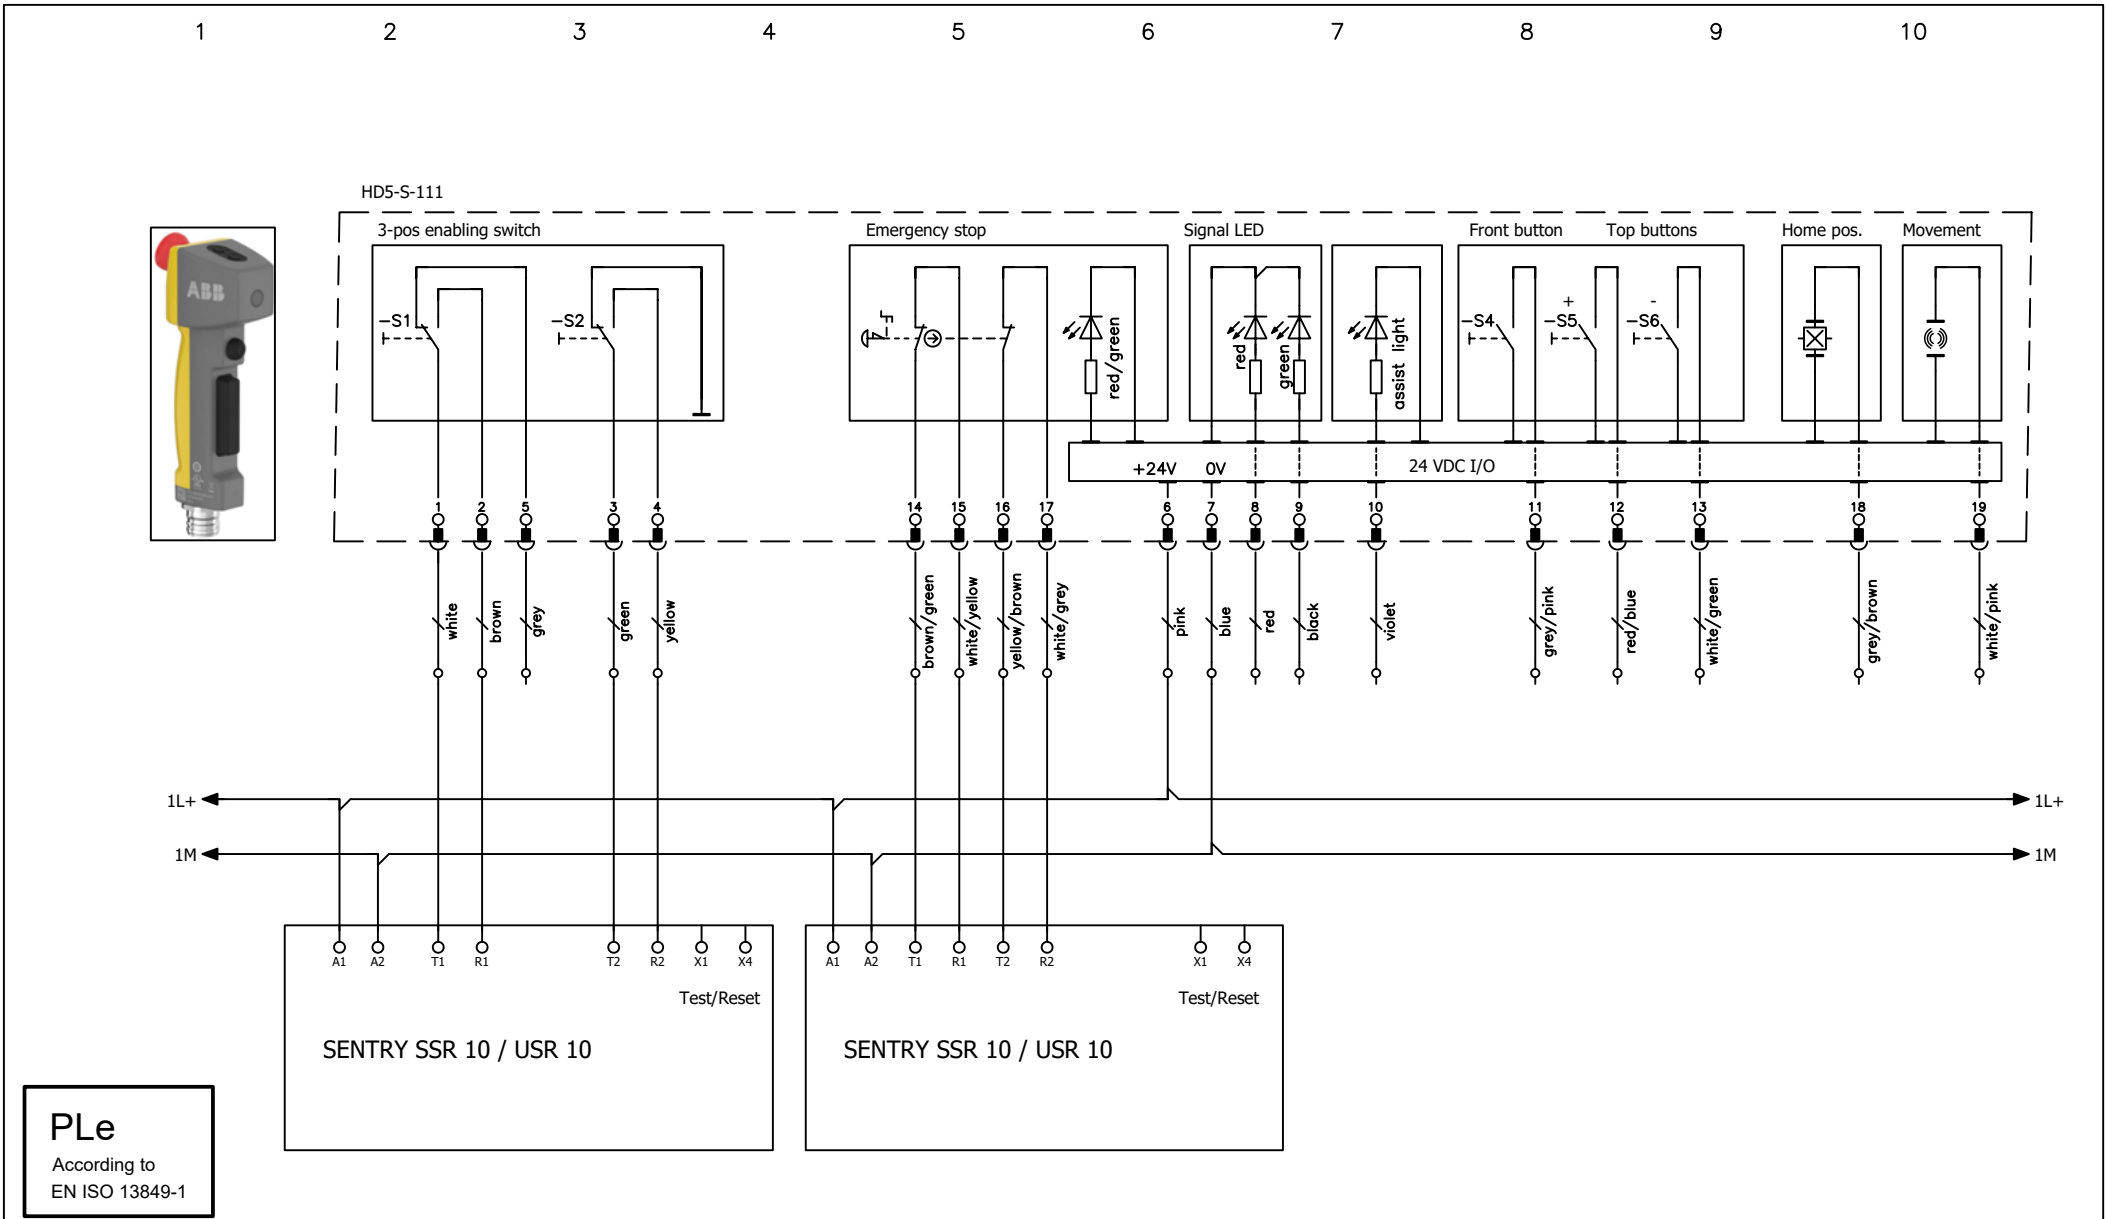 1 2 3 4 5 6 7 8 9 10
HD5-S-111
3-pos enabling switch
Emergency stop
Signal LED
Front button
Top buttons
Home pos.
Movement
ABB
-S1
-S2
red/green
red
green
assist light
-S4
+
-S5
-
-S6
+24V 0V
24 VDC I/O
1 2 5 3 4 14 15 16 17 6 7 8 9 10 11 12 13 18 19
white
brown
grey
green
yellow
brown/green
white/yellow
yellow/brown
white/grey
pink
blue
red
black
violet
grey/pink
red/blue
white/green
grey/brown
white/pink
1L+ 1L+
1M 1M
A1 A2 T1 R1 T2 R2 X1 X4
A1 A2 T1 R1 T2 R2 X1 X4
Test/Reset
Test/Reset
SENTRY SSR 10 / USR 10
SENTRY SSR 10 / USR 10
PLe
According to
EN ISO 13849-1